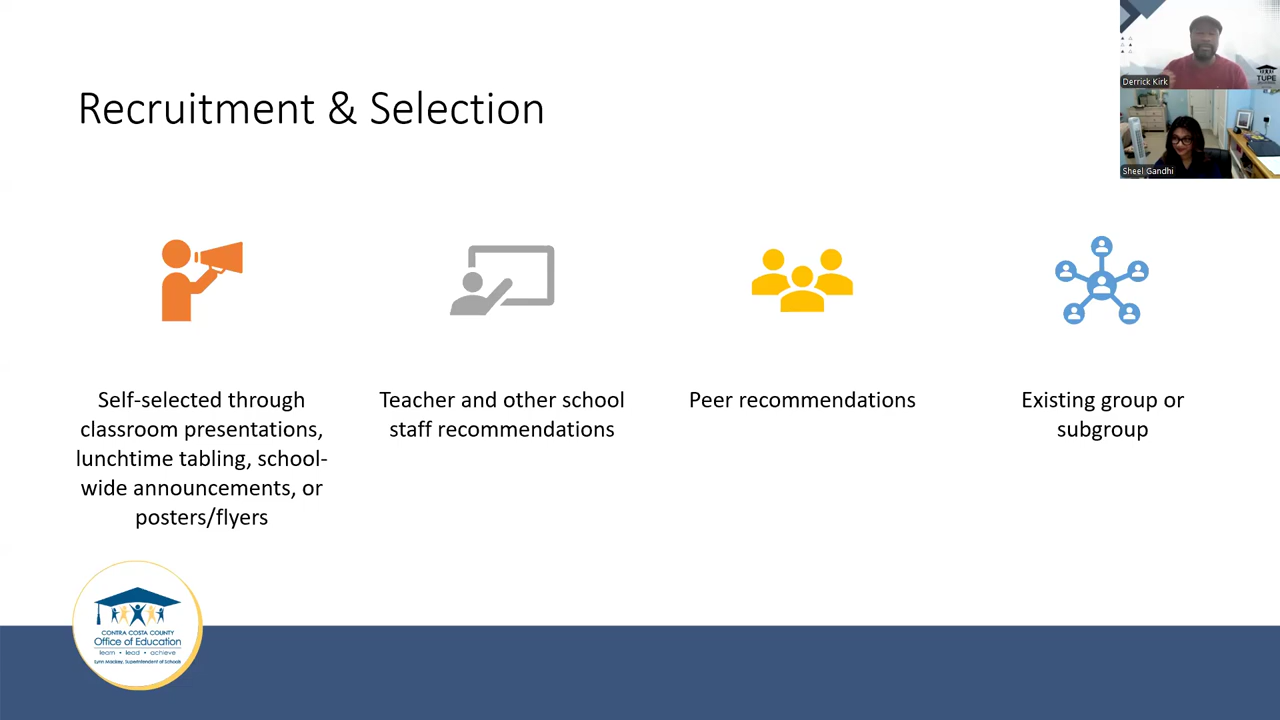 Recruitment & Selection
Derrick Kirk
TUPE
Sheel Gandhi
Self-selected through
classroom presentations,
lunchtime tabling, school-
wide announcements, or
posters/flyers
Teacher and other school
staff recommendations
Peer recommendations
Existing group or
subgroup
CONTRA COSTA COUNTY
Office of Education
learn • lead • achieve
Lynn Mackey, Superintendent of Schools